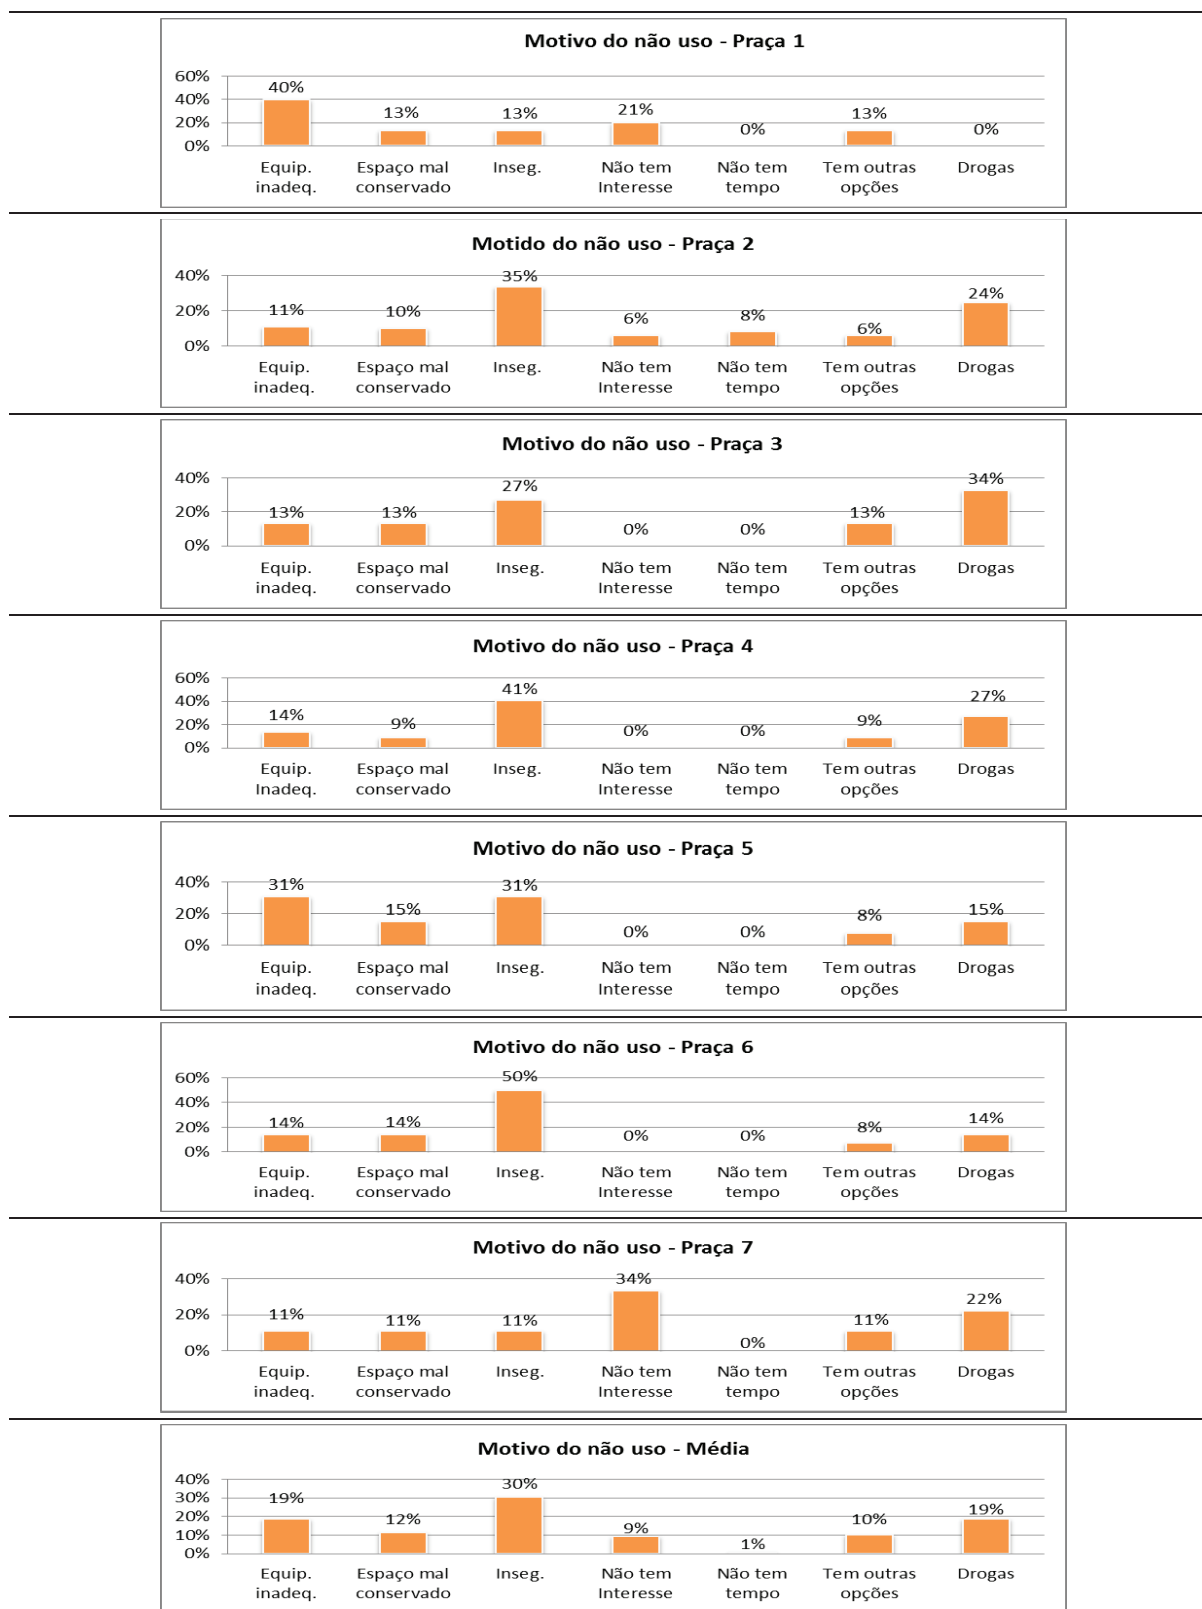 Motivo do não uso - Praça 1
60%
40%
20%
0%
40%
13%
13%
21%
0%
13%
0%
Equip. inadeq.
Espaço mal conservado
Inseg.
Não tem Interesse
Não tem tempo
Tem outras opções
Drogas
Motido do não uso - Praça 2
40%
20%
0%
11%
10%
35%
6%
8%
6%
24%
Equip. inadeq.
Espaço mal conservado
Inseg.
Não tem Interesse
Não tem tempo
Tem outras opções
Drogas
Motivo do não uso - Praça 3
40%
20%
0%
13%
13%
27%
0%
0%
13%
34%
Equip. inadeq.
Espaço mal conservado
Inseg.
Não tem Interesse
Não tem tempo
Tem outras opções
Drogas
Motivo do não uso - Praça 4
60%
40%
20%
0%
14%
9%
41%
0%
0%
9%
27%
Equip. Inadeq.
Espaço mal conservado
Inseg.
Não tem Interesse
Não tem tempo
Tem outras opções
Drogas
Motivo do não uso - Praça 5
40%
20%
0%
31%
15%
31%
0%
0%
8%
15%
Equip. inadeq.
Espaço mal conservado
Inseg.
Não tem Interesse
Não tem tempo
Tem outras opções
Drogas
Motivo do não uso - Praça 6
60%
40%
20%
0%
14%
14%
50%
0%
0%
8%
14%
Equip. inadeq.
Espaço mal conservado
Inseg.
Não tem Interesse
Não tem tempo
Tem outras opções
Drogas
Motivo do não uso - Praça 7
40%
20%
0%
11%
11%
11%
34%
0%
11%
22%
Equip. inadeq.
Espaço mal conservado
Inseg.
Não tem Interesse
Não tem tempo
Tem outras opções
Drogas
Motivo do não uso - Média
40%
30%
20%
10%
0%
19%
12%
30%
9%
1%
10%
19%
Equip. inadeq.
Espaço mal conservado
Inseg.
Não tem Interesse
Não tem tempo
Tem outras opções
Drogas